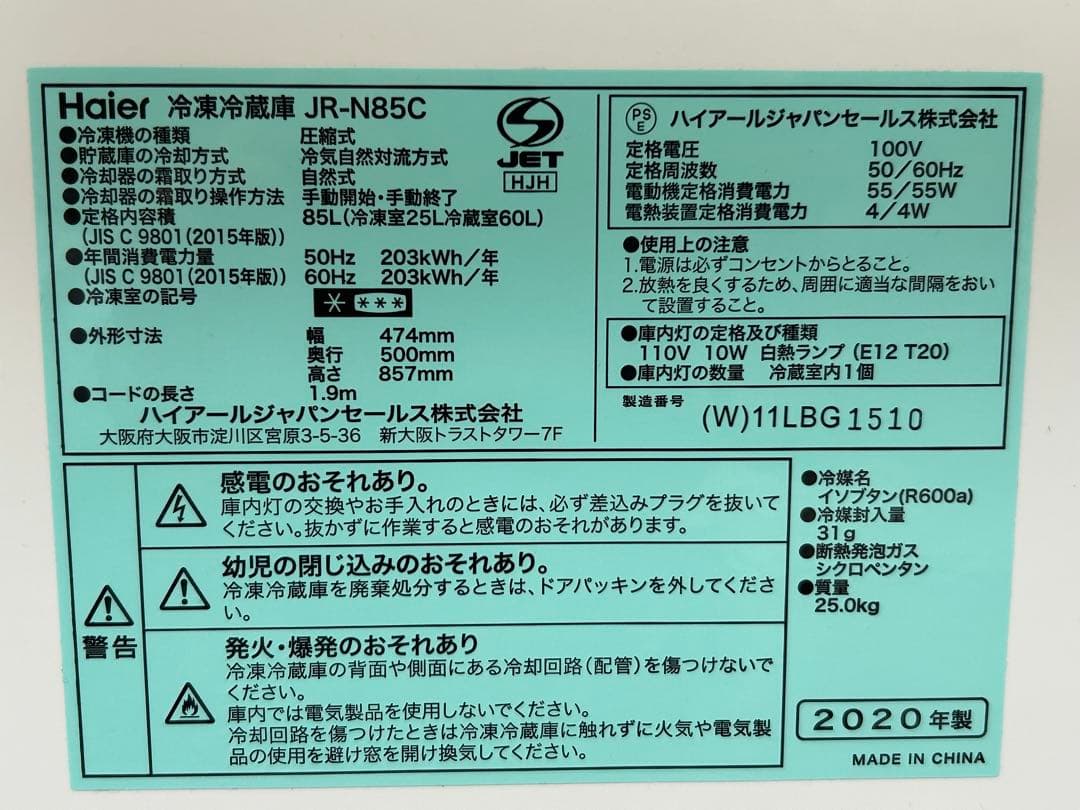 Haier 冷凍冷蔵庫 JR-N85C
●冷凍機の種類 圧縮式
●貯蔵庫の冷却方式 冷気自然対流方式
●冷却器の霜取り方式 自然式
●冷却器の霜取り操作方法 手動開始・手動終了
●定格内容積 85L(冷凍室25L冷蔵室60L)
(JIS C 9801(2015年版))
●年間消費電力量 50Hz 203kWh/年
(JIS C 9801(2015年版)) 60Hz 203kWh/年
●冷凍室の記号 * ***
●外形寸法 幅 474mm
奥行 500mm
高さ 857mm
●コードの長さ 1.9m
ハイアールジャパンセールス株式会社
大阪府大阪市淀川区宮原3-5-36 新大阪トラストタワー7F
S
JET
HJH
PS
E
ハイアールジャパンセールス株式会社
定格電圧 100V
定格周波数 50/60Hz
電動機定格消費電力 55/55W
電熱装置定格消費電力 4/4W
●使用上の注意
1.電源は必ずコンセントからとること。
2.放熱を良くするため、周囲に適当な間隔をおい
て設置すること。
●庫内灯の定格及び種類
110V 10W 白熱ランプ (E12 T20)
●庫内灯の数量 冷蔵室内1個
製造番号
(W)11LBG1510
警告
感電のおそれあり。
庫内灯の交換やお手入れのときには、必ず差込みプラグを抜いて
ください。抜かずに作業すると感電のおそれがあります。
幼児の閉じ込みのおそれあり。
冷凍冷蔵庫を廃棄処分するときは、ドアパッキンを外してくださ
い。
発火・爆発のおそれあり
冷凍冷蔵庫の背面や側面にある冷却回路(配管)を傷つけないで
ください。
庫内では電気製品を使用しないでください。
冷却回路を傷つけたときは冷凍冷蔵庫に触れずに火気や電気製
品の使用を避け窓を開け換気してください。
●冷媒名
イソブタン(R600a)
●冷媒封入量
31g
●断熱発泡ガス
シクロペンタン
●質量
25.0kg
2020年製
MADE IN CHINA